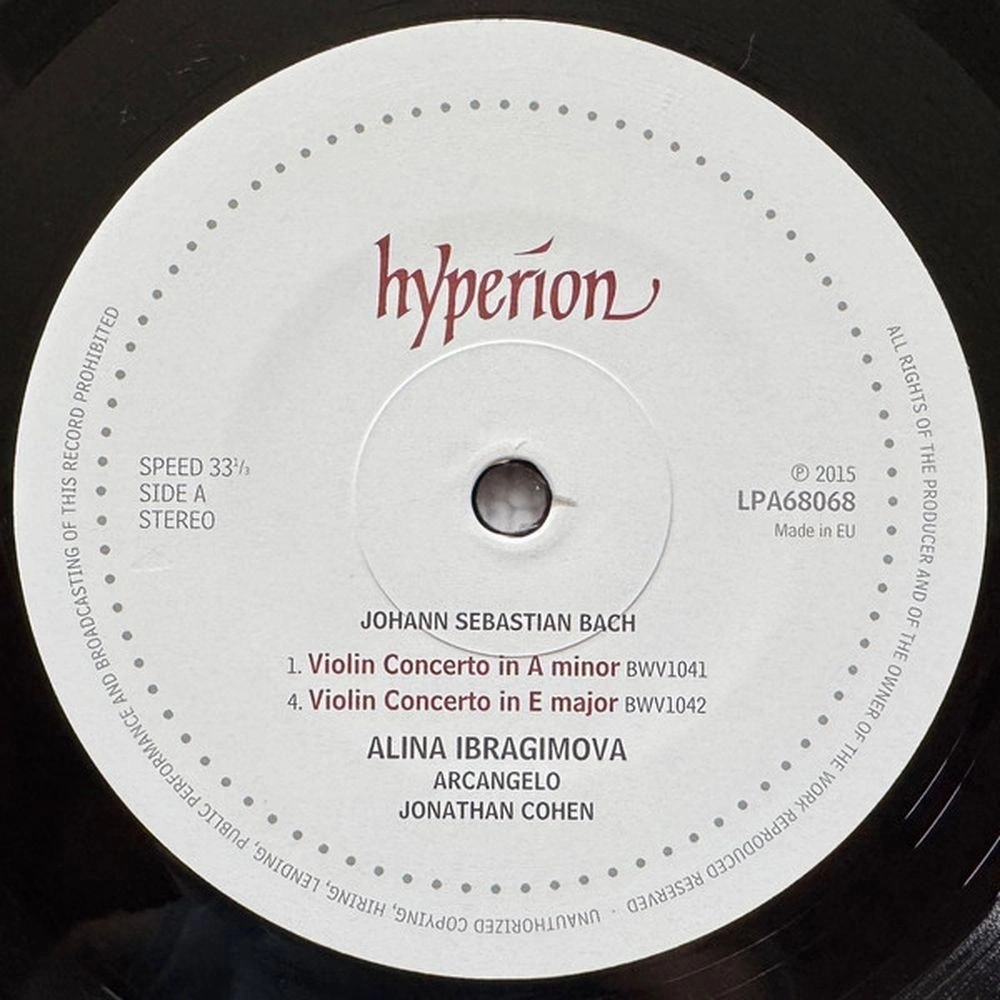 hyperion
SPEED 33⅓
SIDE A
STEREO
℗ 2015
LPA68068
Made in EU
JOHANN SEBASTIAN BACH
1. Violin Concerto in A minor BWV1041
4. Violin Concerto in E major BWV1042
ALINA IBRAGIMOVA
ARCANGELO
JONATHAN COHEN
ALL RIGHTS OF THE PRODUCER AND OF THE OWNER OF THE WORK REPRODUCED RESERVED · UNAUTHORIZED COPYING, HIRING, LENDING, PUBLIC PERFORMANCE AND BROADCASTING OF THIS RECORD PROHIBITED